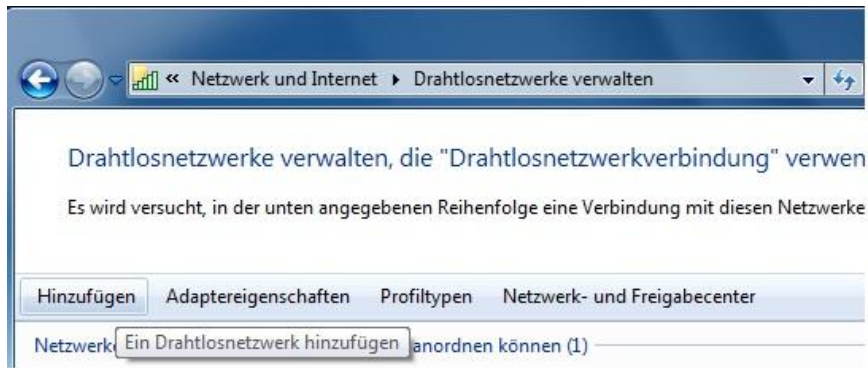 « Netzwerk und Internet ▸ Drahtlosnetzwerke verwalten
Drahtlosnetzwerke verwalten, die "Drahtlosnetzwerkverbindung" verwen
Es wird versucht, in der unten angegebenen Reihenfolge eine Verbindung mit diesen Netzwerke
Hinzufügen Adaptereigenschaften Profiltypen Netzwerk- und Freigabecenter
Ein Drahtlosnetzwerk hinzufügen
Netzwerke anordnen können (1)